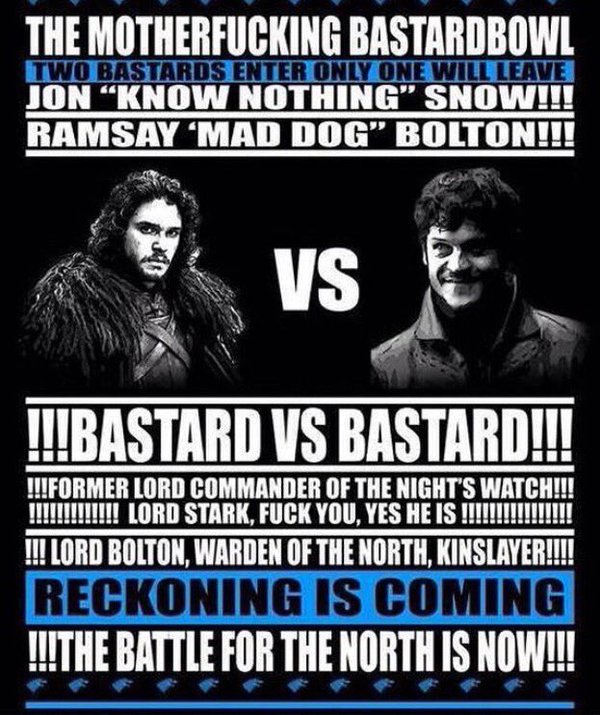 THE MOTHERFUCKING BASTARDBOWL
TWO BASTARDS ENTER ONLY ONE WILL LEAVE
JON “KNOW NOTHING” SNOW!!!
RAMSAY ‘MAD DOG” BOLTON!!!
VS
!!!BASTARD VS BASTARD!!!
!!!FORMER LORD COMMANDER OF THE NIGHT'S WATCH!!!
!!!!!!!!!!!!!! LORD STARK, FUCK YOU, YES HE IS !!!!!!!!!!!!!!!!!
!!! LORD BOLTON, WARDEN OF THE NORTH, KINSLAYER!!!!
RECKONING IS COMING
!!!THE BATTLE FOR THE NORTH IS NOW!!!